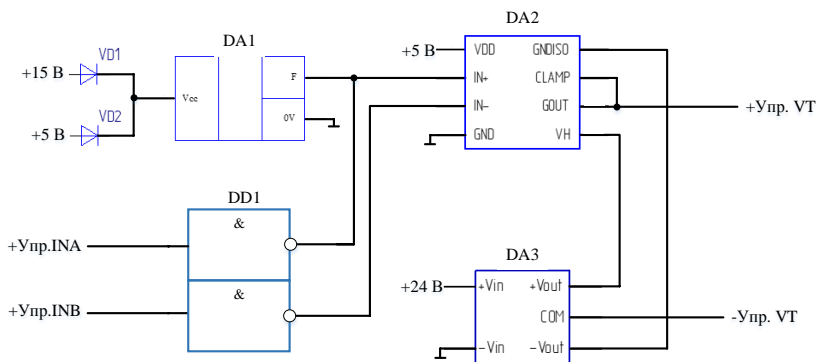 DA2
VD1
DA1
+5 В
VDD
GNDISO
+15 В
F
IN+
CLAMP
Vcc
IN-
GOUT
+Упр. VT
VD2
0V
+5 В
GND
VH
DD1
&
+Упр.INA
DA3
&
+24 В
+Vin
+Vout
+Упр.INB
COM
-Упр. VT
-Vin
-Vout